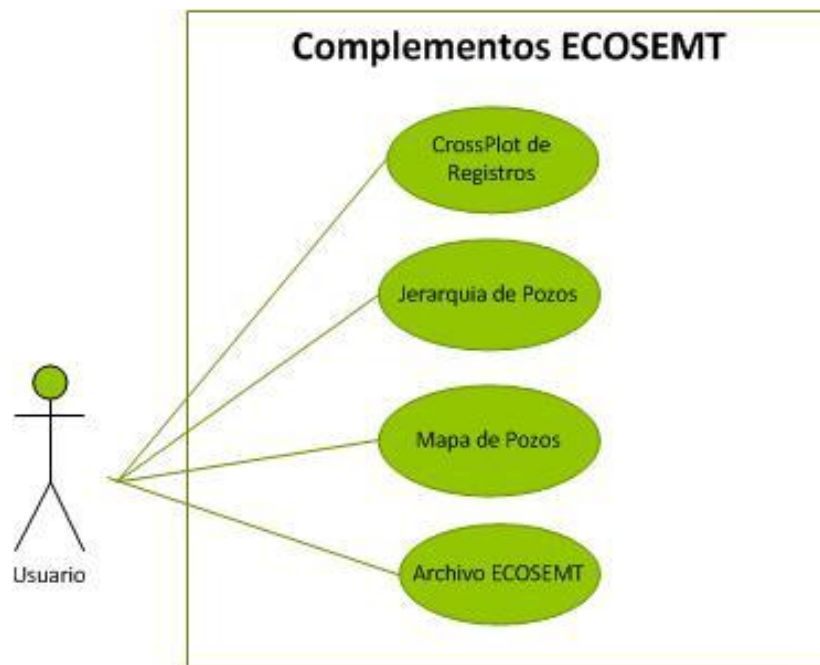 Complementos ECOSEMT
CrossPlot de
Registros
Jerarquia de Pozos
Mapa de Pozos
Archivo ECOSEMT
Usuario